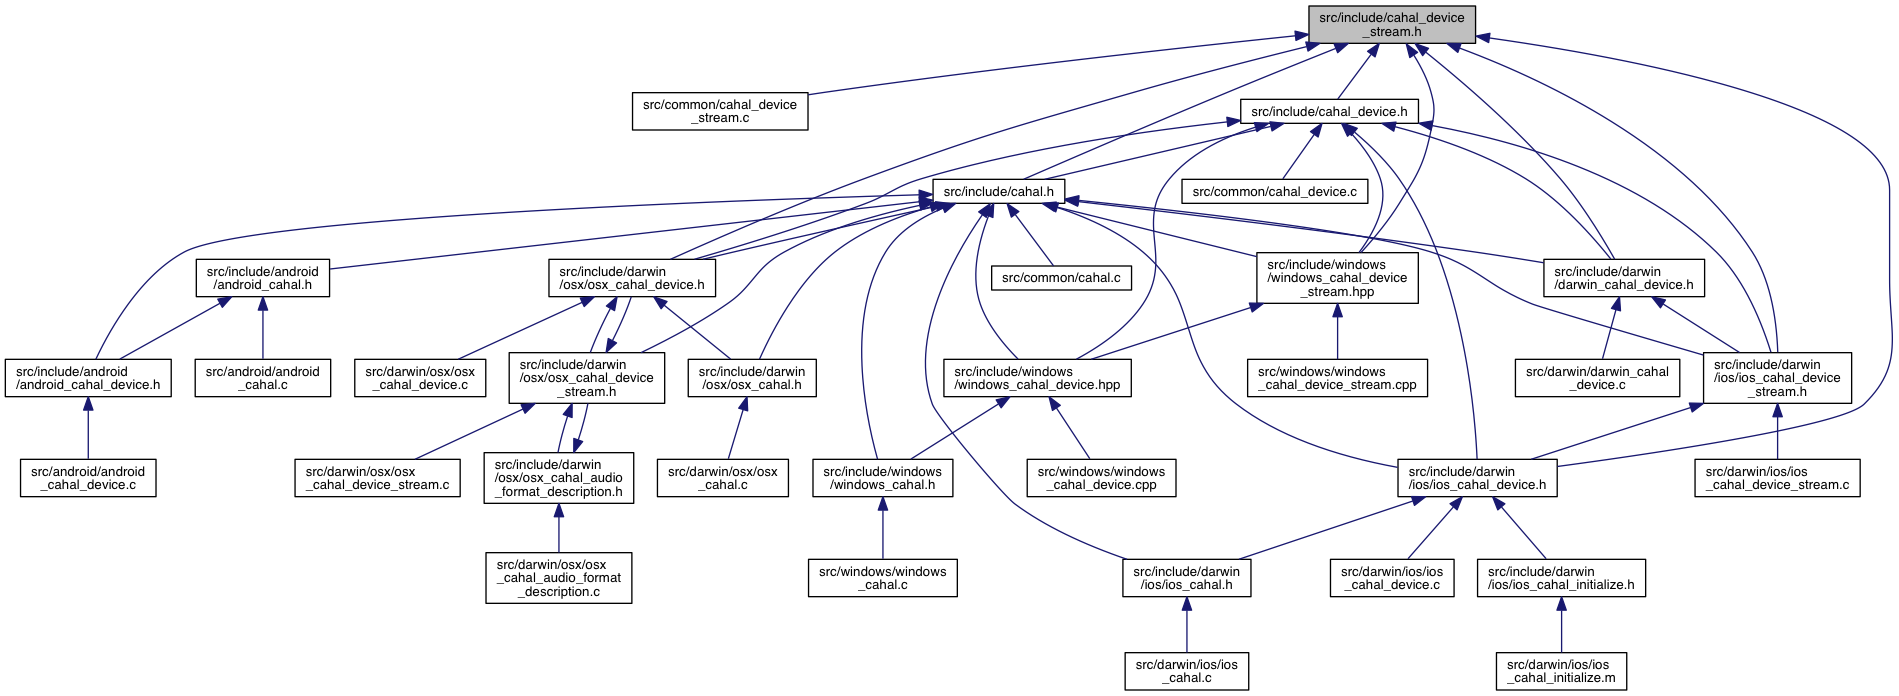 src/include/cahal_device
_stream.h
src/common/cahal_device
_stream.c
src/include/cahal_device.h
src/include/cahal.h
src/common/cahal_device.c
src/include/android
/android_cahal.h
src/include/darwin
/osx/osx_cahal_device.h
src/common/cahal.c
src/include/windows
/windows_cahal_device
_stream.hpp
src/include/darwin
/darwin_cahal_device.h
src/include/android
/android_cahal_device.h
src/android/android
_cahal.c
src/darwin/osx/osx
_cahal_device.c
src/include/darwin
/osx/osx_cahal_device
_stream.h
src/include/darwin
/osx/osx_cahal.h
src/include/windows
/windows_cahal_device.hpp
src/windows/windows
_cahal_device_stream.cpp
src/darwin/darwin_cahal
_device.c
src/include/darwin
/ios/ios_cahal_device
_stream.h
src/android/android
_cahal_device.c
src/darwin/osx/osx
_cahal_device_stream.c
src/include/darwin
/osx/osx_cahal_audio
_format_description.h
src/darwin/osx/osx
_cahal.c
src/include/windows
/windows_cahal.h
src/windows/windows
_cahal_device.cpp
src/include/darwin
/ios/ios_cahal_device.h
src/darwin/ios/ios
_cahal_device_stream.c
src/darwin/osx/osx
_cahal_audio_format
_description.c
src/windows/windows
_cahal.c
src/include/darwin
/ios/ios_cahal.h
src/darwin/ios/ios
_cahal_device.c
src/include/darwin
/ios/ios_cahal_initialize.h
src/darwin/ios/ios
_cahal.c
src/darwin/ios/ios
_cahal_initialize.m